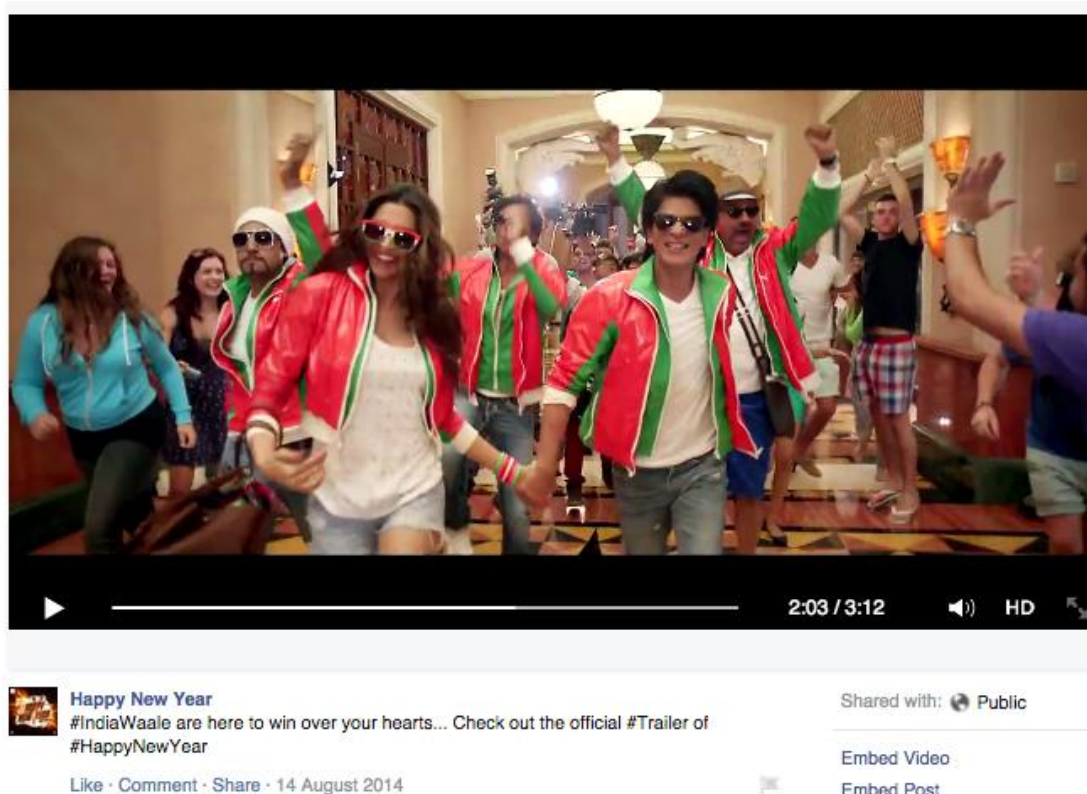 2:03 / 3:12
HD
Happy New Year
#IndiaWaale are here to win over your hearts... Check out the official #Trailer of
#HappyNewYear
Like · Comment · Share · 14 August 2014
Shared with: Public
Embed Video
Embed Post